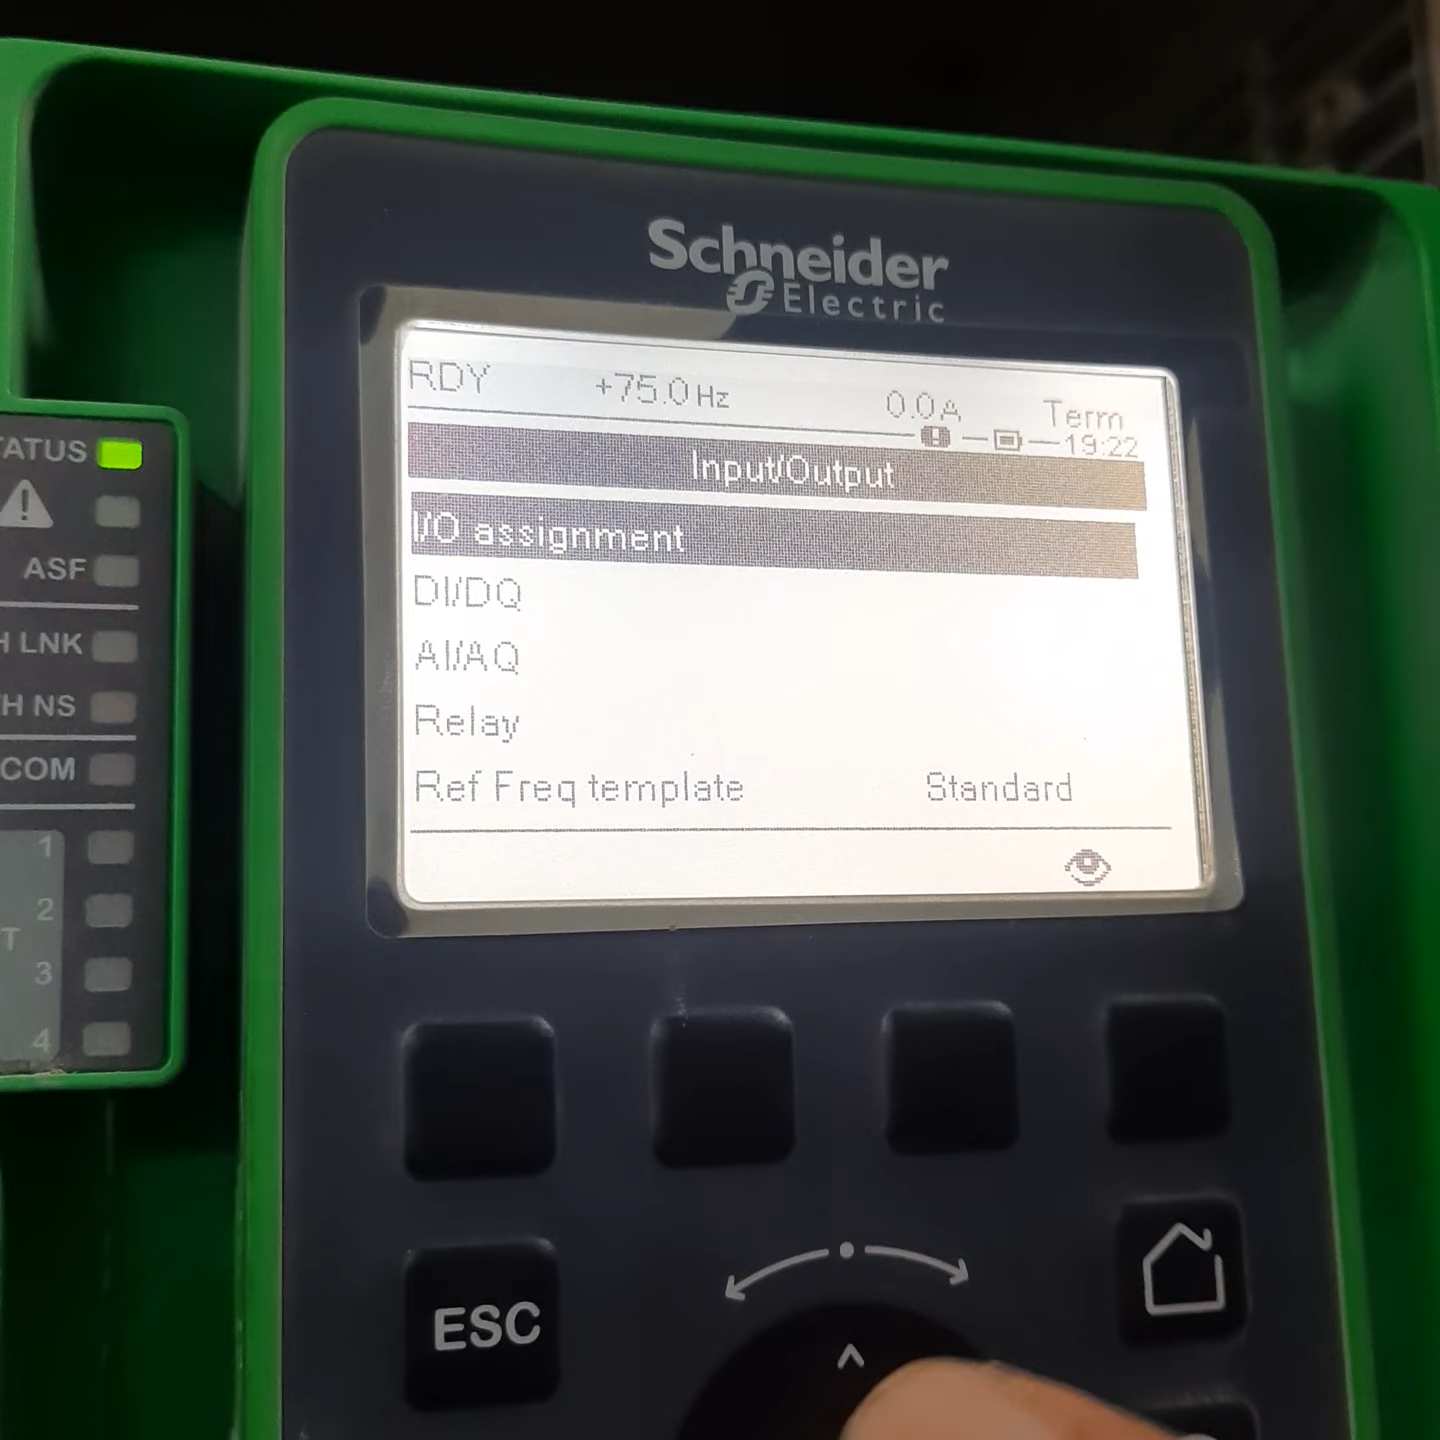 Schneider
Electric
RDY +75.0 Hz 0.0A Term
19:22
Input/Output
I/O assignment
DI/DQ
AI/AQ
Relay
Ref Freq template Standard
TATUS
ASF
H LNK
H NS
COM
1
2
T
3
4
ESC